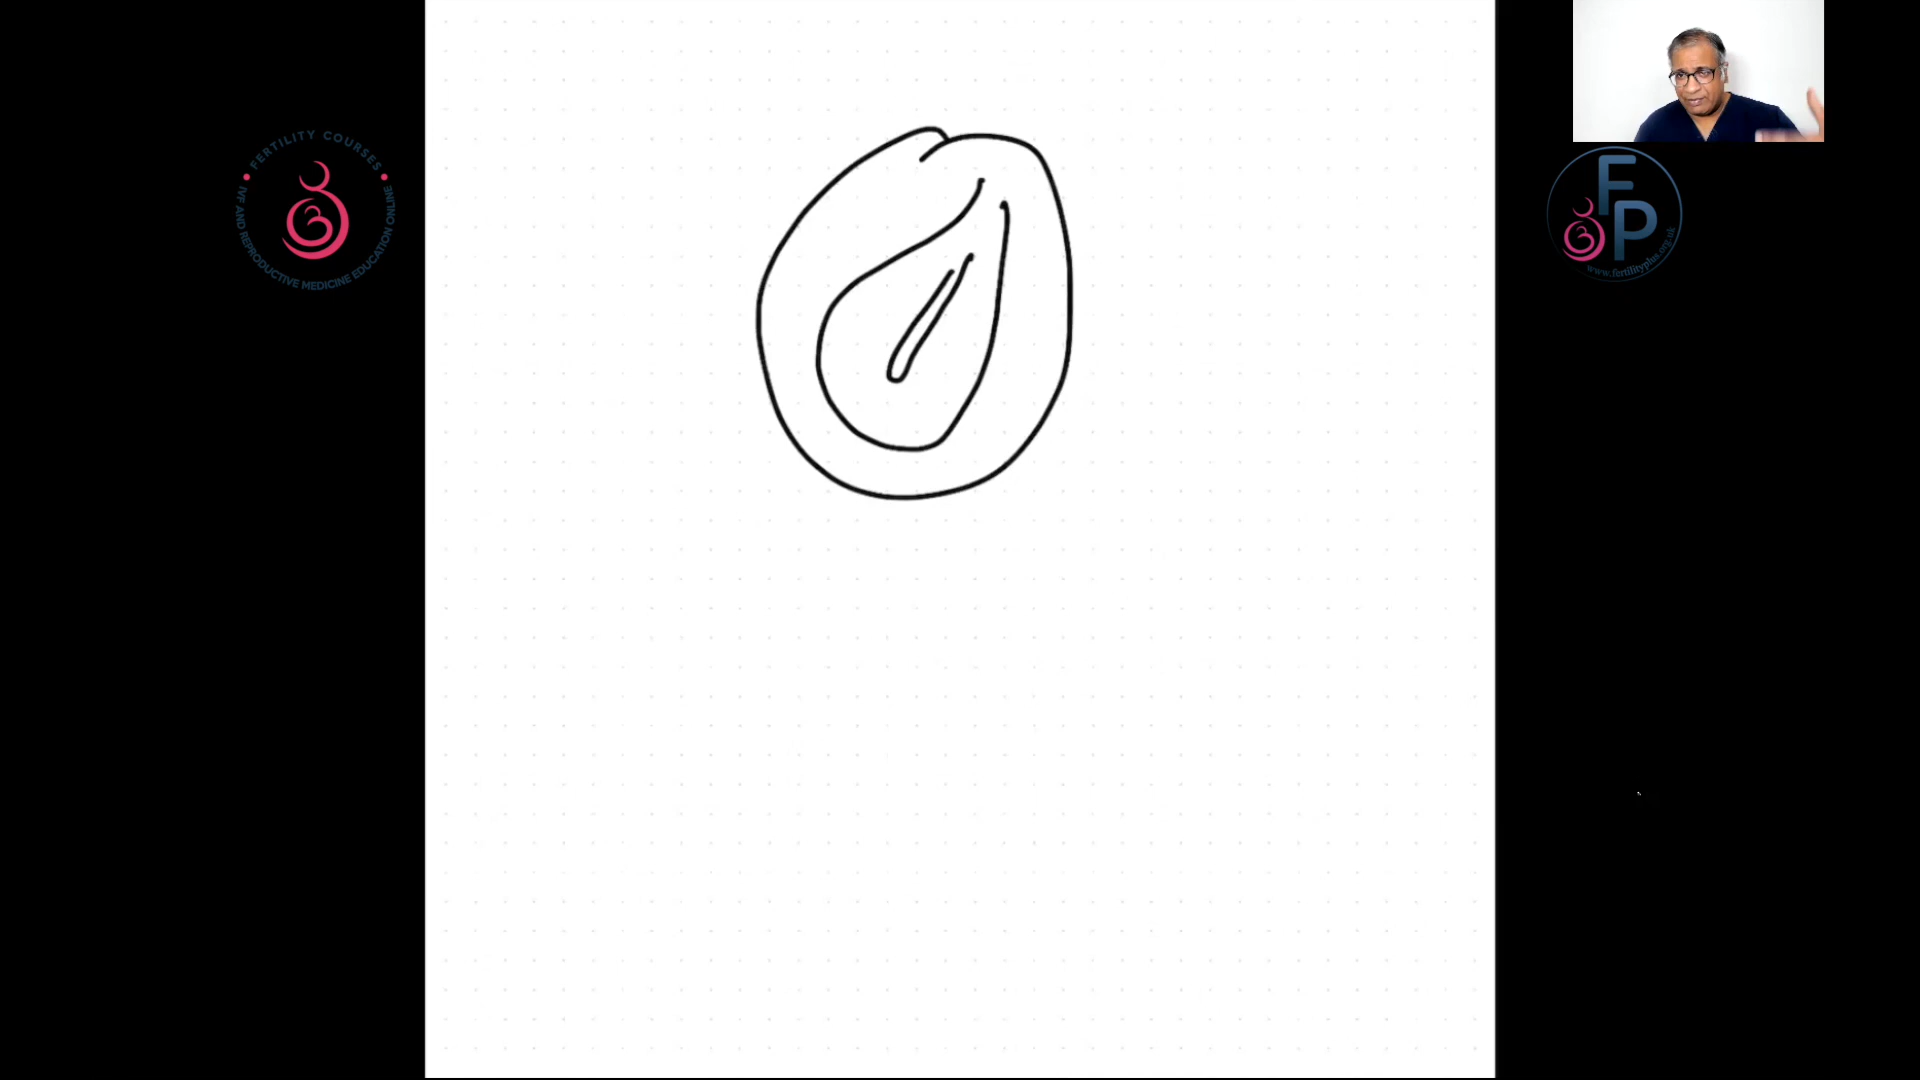 FERTILITY COURSES
IVF AND REPRODUCTIVE MEDICINE EDUCATION ONLINE
FP
www.fertilityplus.org.uk